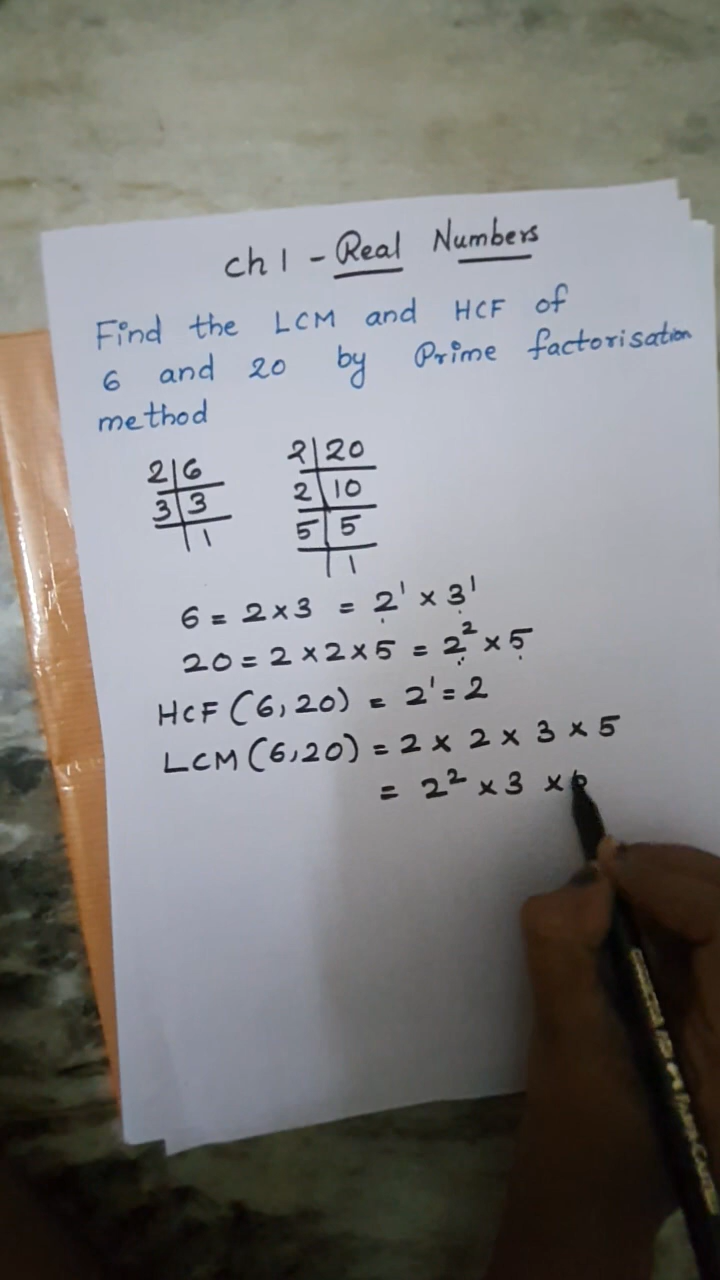 Ch 1 - Real Numbers
Find the LCM and HCF of
6 and 20 by Prime factorisation
method
2 | 6
3 | 3
1
2 | 20
2 | 10
5 | 5
1
6 = 2 × 3 = 2¹ × 3¹
20 = 2 × 2 × 5 = 2² × 5
HCF (6, 20) = 2¹ = 2
LCM (6,20) = 2 × 2 × 3 × 5
= 2² × 3 ×